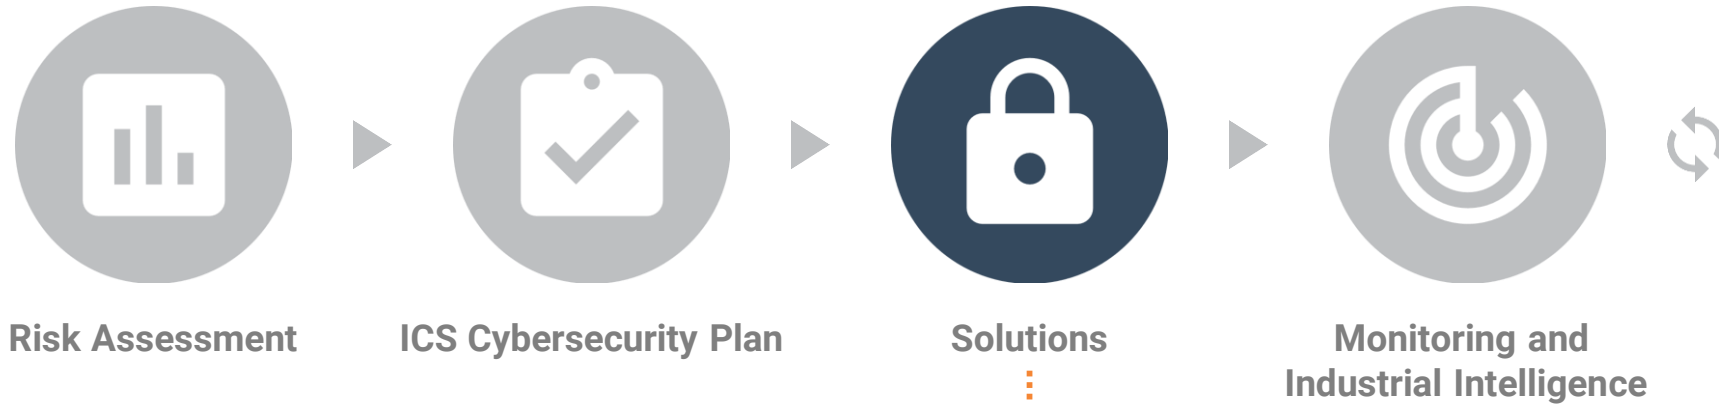 Risk Assessment
ICS Cybersecurity Plan
Solutions
Monitoring and
Industrial Intelligence